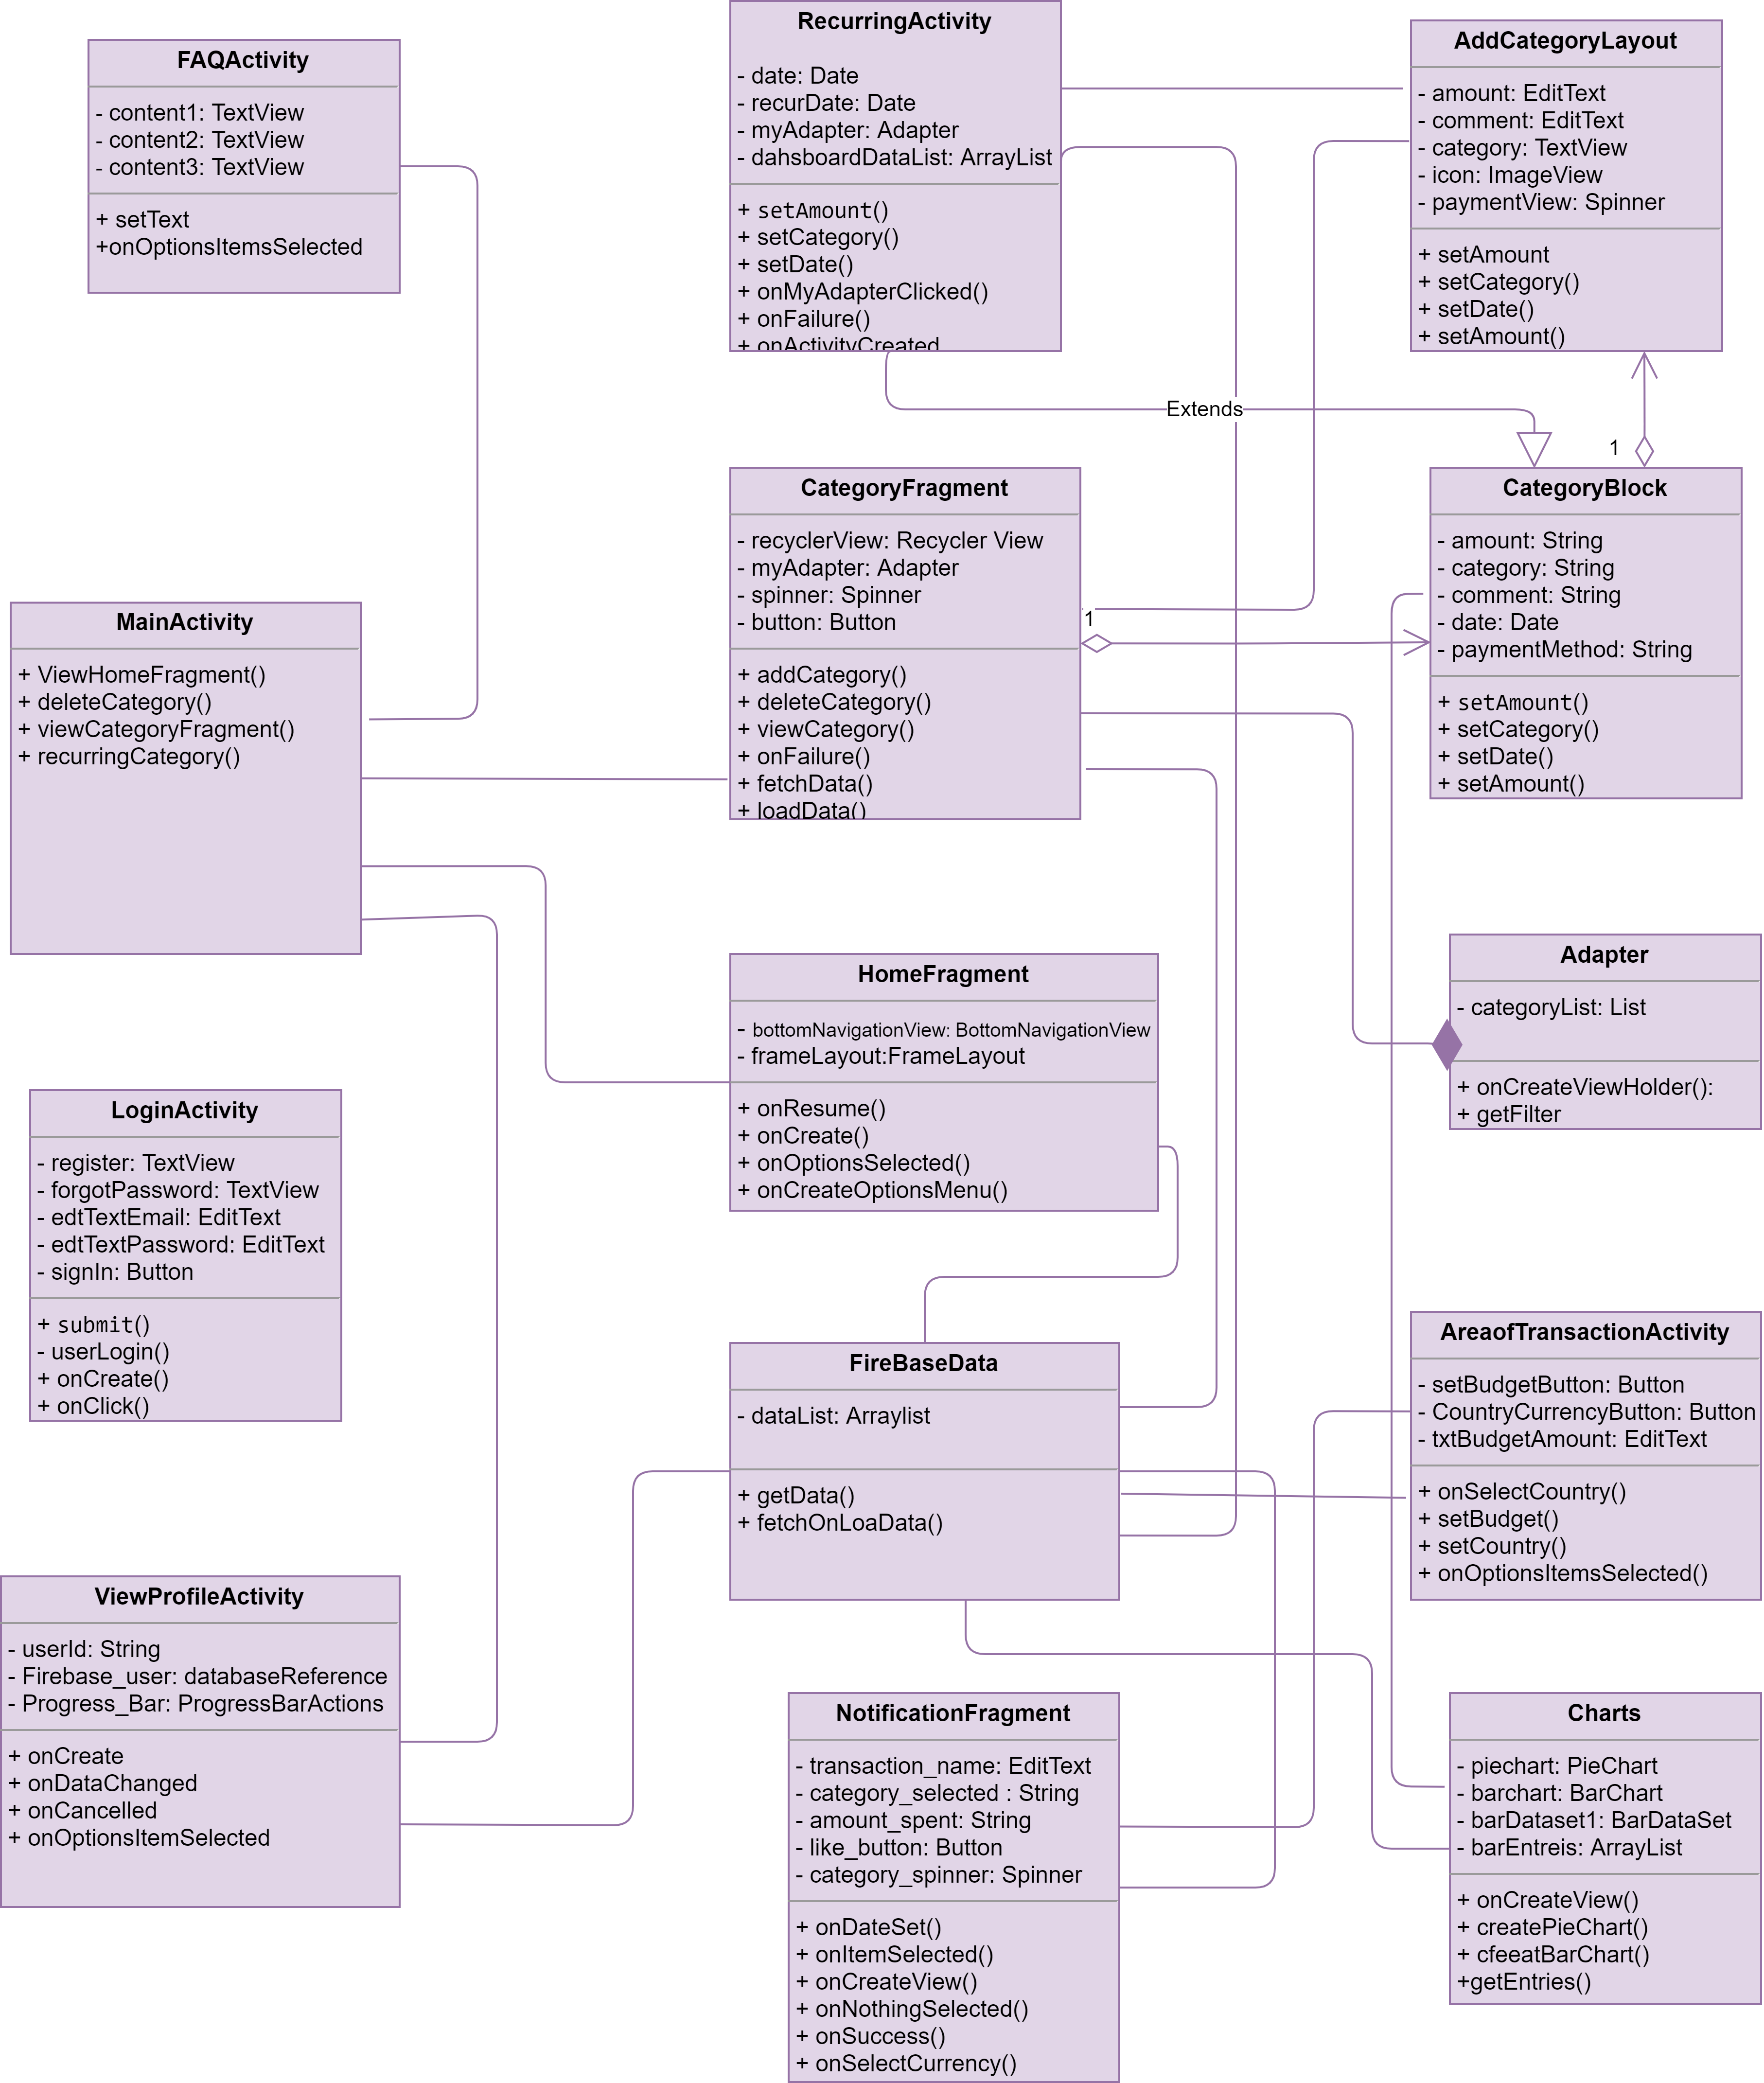 FAQActivity
- content1: TextView
- content2: TextView
- content3: TextView
+ setText
+onOptionsItemsSelected
RecurringActivity
- date: Date
- recurDate: Date
- myAdapter: Adapter
- dahsboardDataList: ArrayList
+ setAmount()
+ setCategory()
+ setDate()
+ onMyAdapterClicked()
+ onFailure()
+ onActivityCreated
AddCategoryLayout
- amount: EditText
- comment: EditText
- category: TextView
- icon: ImageView
- paymentView: Spinner
+ setAmount
+ setCategory()
+ setDate()
+ setAmount()
Extends
1
CategoryFragment
- recyclerView: Recycler View
- myAdapter: Adapter
- spinner: Spinner
- button: Button
+ addCategory()
+ deleteCategory()
+ viewCategory()
+ onFailure()
+ fetchData()
+ loadData()
1
CategoryBlock
- amount: String
- category: String
- comment: String
- date: Date
- paymentMethod: String
+ setAmount()
+ setCategory()
+ setDate()
+ setAmount()
MainActivity
+ ViewHomeFragment()
+ deleteCategory()
+ viewCategoryFragment()
+ recurringCategory()
HomeFragment
- bottomNavigationView: BottomNavigationView
- frameLayout:FrameLayout
+ onResume()
+ onCreate()
+ onOptionsSelected()
+ onCreateOptionsMenu()
Adapter
- categoryList: List
+ onCreateViewHolder():
+ getFilter
LoginActivity
- register: TextView
- forgotPassword: TextView
- edtTextEmail: EditText
- edtTextPassword: EditText
- signIn: Button
+ submit()
- userLogin()
+ onCreate()
+ onClick()
FireBaseData
- dataList: Arraylist
+ getData()
+ fetchOnLoaData()
AreaofTransactionActivity
- setBudgetButton: Button
- CountryCurrencyButton: Button
- txtBudgetAmount: EditText
+ onSelectCountry()
+ setBudget()
+ setCountry()
+ onOptionsItemsSelected()
ViewProfileActivity
- userId: String
- Firebase_user: databaseReference
- Progress_Bar: ProgressBarActions
+ onCreate
+ onDataChanged
+ onCancelled
+ onOptionsItemSelected
NotificationFragment
- transaction_name: EditText
- category_selected : String
- amount_spent: String
- like_button: Button
- category_spinner: Spinner
+ onDateSet()
+ onItemSelected()
+ onCreateView()
+ onNothingSelected()
+ onSuccess()
+ onSelectCurrency()
Charts
- piechart: PieChart
- barchart: BarChart
- barDataset1: BarDataSet
- barEntreis: ArrayList
+ onCreateView()
+ createPieChart()
+ cfeeatBarChart()
+getEntries()